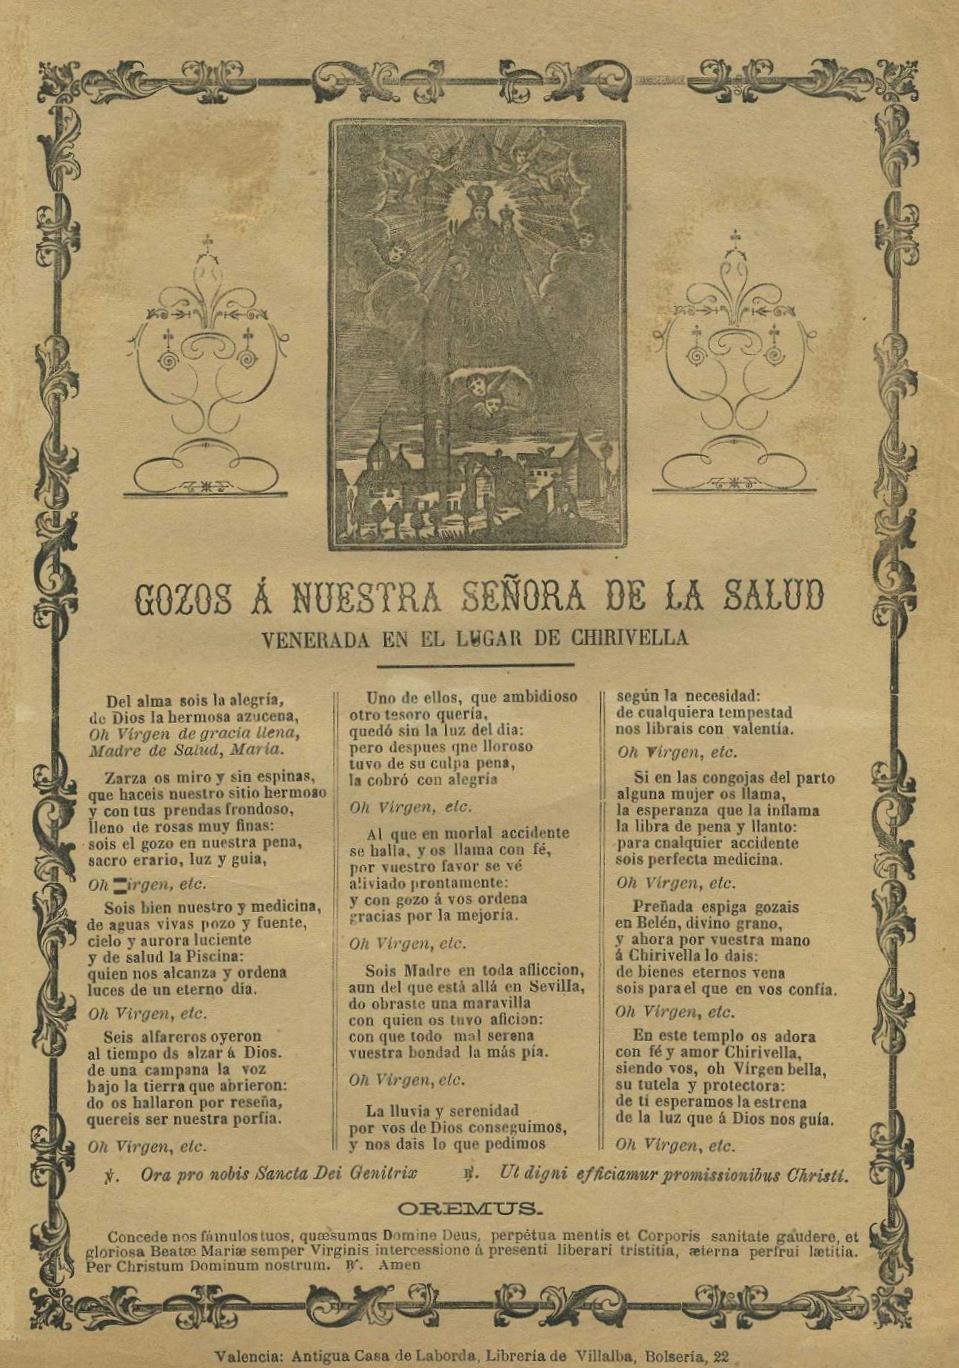 GOZOS Á NUESTRA SEÑORA DE LA SALUD
VENERADA EN EL LUGAR DE CHIRIVELLA
Del alma sois la alegría,
de Dios la hermosa azucena,
Oh Virgen de gracia llena,
Madre de Salud, María.
Zarza os miro y sin espinas,
que haceis nuestro sitio hermoso
y con tus prendas frondoso,
lleno de rosas muy finas:
sois el gozo en nuestra pena,
sacro erario, luz y guia,
Oh Virgen, etc.
Sois bien nuestro y medicina,
de aguas vivas pozo y fuente,
cielo y aurora luciente
y de salud la Piscina:
quien nos alcanza y ordena
luces de un eterno dia.
Oh Virgen, etc.
Seis alfareros oyeron
al tiempo ds alzar á Dios.
de una campana la voz
bajo la tierra que abrieron:
do os hallaron por reseña,
quereis ser nuestra porfia.
Oh Virgen, etc.
Uno de ellos, que ambidioso
otro tesoro quería,
quedó sin la luz del dia:
pero despues qne lloroso
tuvo de su culpa pena,
la cobró con alegria
Oh Virgen, etc.
Al que en morlal accidente
se halla, y os llama con fé,
por vuestro favor se vé
aliviado prontamente:
y con gozo á vos ordena
gracias por la mejoria.
Oh Virgen, etc.
Sois Madre en toda afliccion,
aun del que está allá en Sevilla,
do obraste una maravilla
con quien os tuvo aficion:
con que todo mal serena
vuestra bondad la más pía.
Oh Virgen, etc.
La lluvia y serenidad
por vos de Dios conseguimos,
y nos dais lo que pedimos
según la necesidad:
de cualquiera tempestad
nos librais con valentía.
Oh Virgen, etc.
Si en las congojas del parto
alguna mujer os llama,
la esperanza que la inflama
la libra de pena y llanto:
para cnalquier accidente
sois perfecta medicina.
Oh Virgen, etc.
Preñada espiga gozais
en Belén, divino grano,
y ahora por vuestra mano
á Chirivella lo dais:
de bienes eternos vena
sois para el que en vos confía.
Oh Virgen, etc.
En este templo os adora
con fé y amor Chirivella,
siendo vos, oh Vírgen bella,
su tutela y protectora:
de tí esperamos la estrena
de la luz que á Dios nos guía.
Oh Virgen, etc.
℣. Ora pro nobis Sancta Dei Genitrix ℟. Ut digni efficiamur promissionibus Christi.
OREMUS.
Concede nos fámulos tuos, quæsumus Domine Deus, perpétua mentis et Corporis sanitate gaudere, et
gloriosa Beatæ Mariæ semper Virginis intercessione á presenti liberari tristitia, æterna perfrui lætitia.
Per Christum Dominum nostrum. ℟. Amen
Valencia: Antigua Casa de Laborda, Librería de Villalba, Bolsería, 22